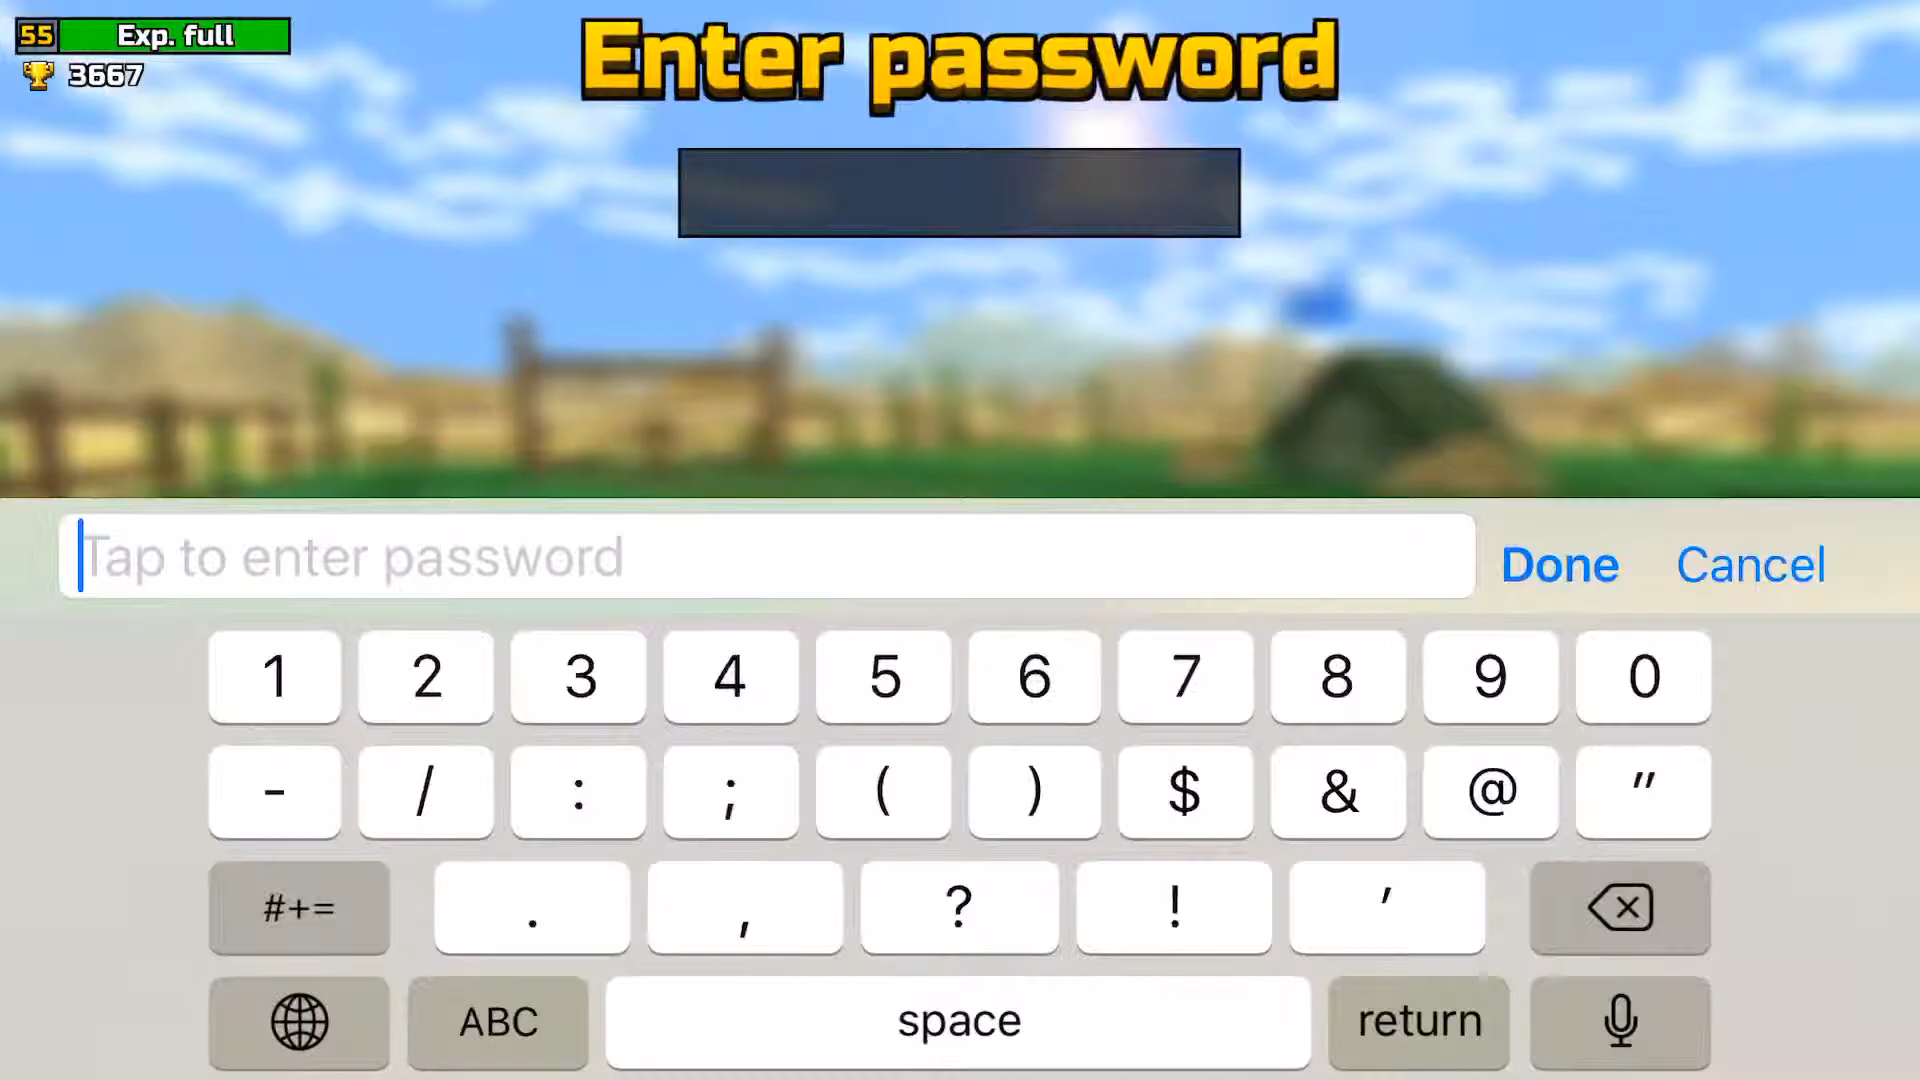 55 Exp. full
3667
Enter password
Tap to enter password
Done Cancel
1 2 3 4 5 6 7 8 9 0
- / : ; ( ) $ & @ "
#+= . , ? ! '
ABC space return